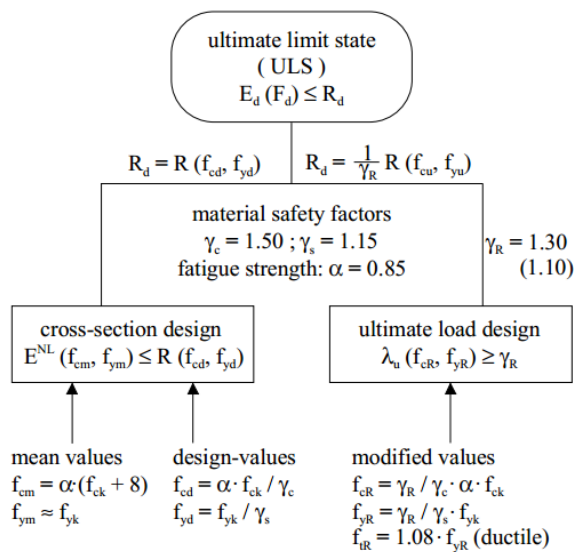 ultimate limit state
( ULS )
E_d (F_d) ≤ R_d
R_d = R (f_cd, f_yd)
R_d = 1/γ_R R (f_cu, f_yu)
material safety factors
γ_c = 1.50 ; γ_s = 1.15
fatigue strength: α = 0.85
γ_R = 1.30
(1.10)
cross-section design
E^NL (f_cm, f_ym) ≤ R (f_cd, f_yd)
ultimate load design
λ_u (f_cR, f_yR) ≥ γ_R
mean values
f_cm = α·(f_ck + 8)
f_ym ≈ f_yk
design-values
f_cd = α· f_ck / γ_c
f_yd = f_yk / γ_s
modified values
f_cR = γ_R / γ_c· α· f_ck
f_yR = γ_R / γ_s· f_yk
f_tR = 1.08· f_yR (ductile)